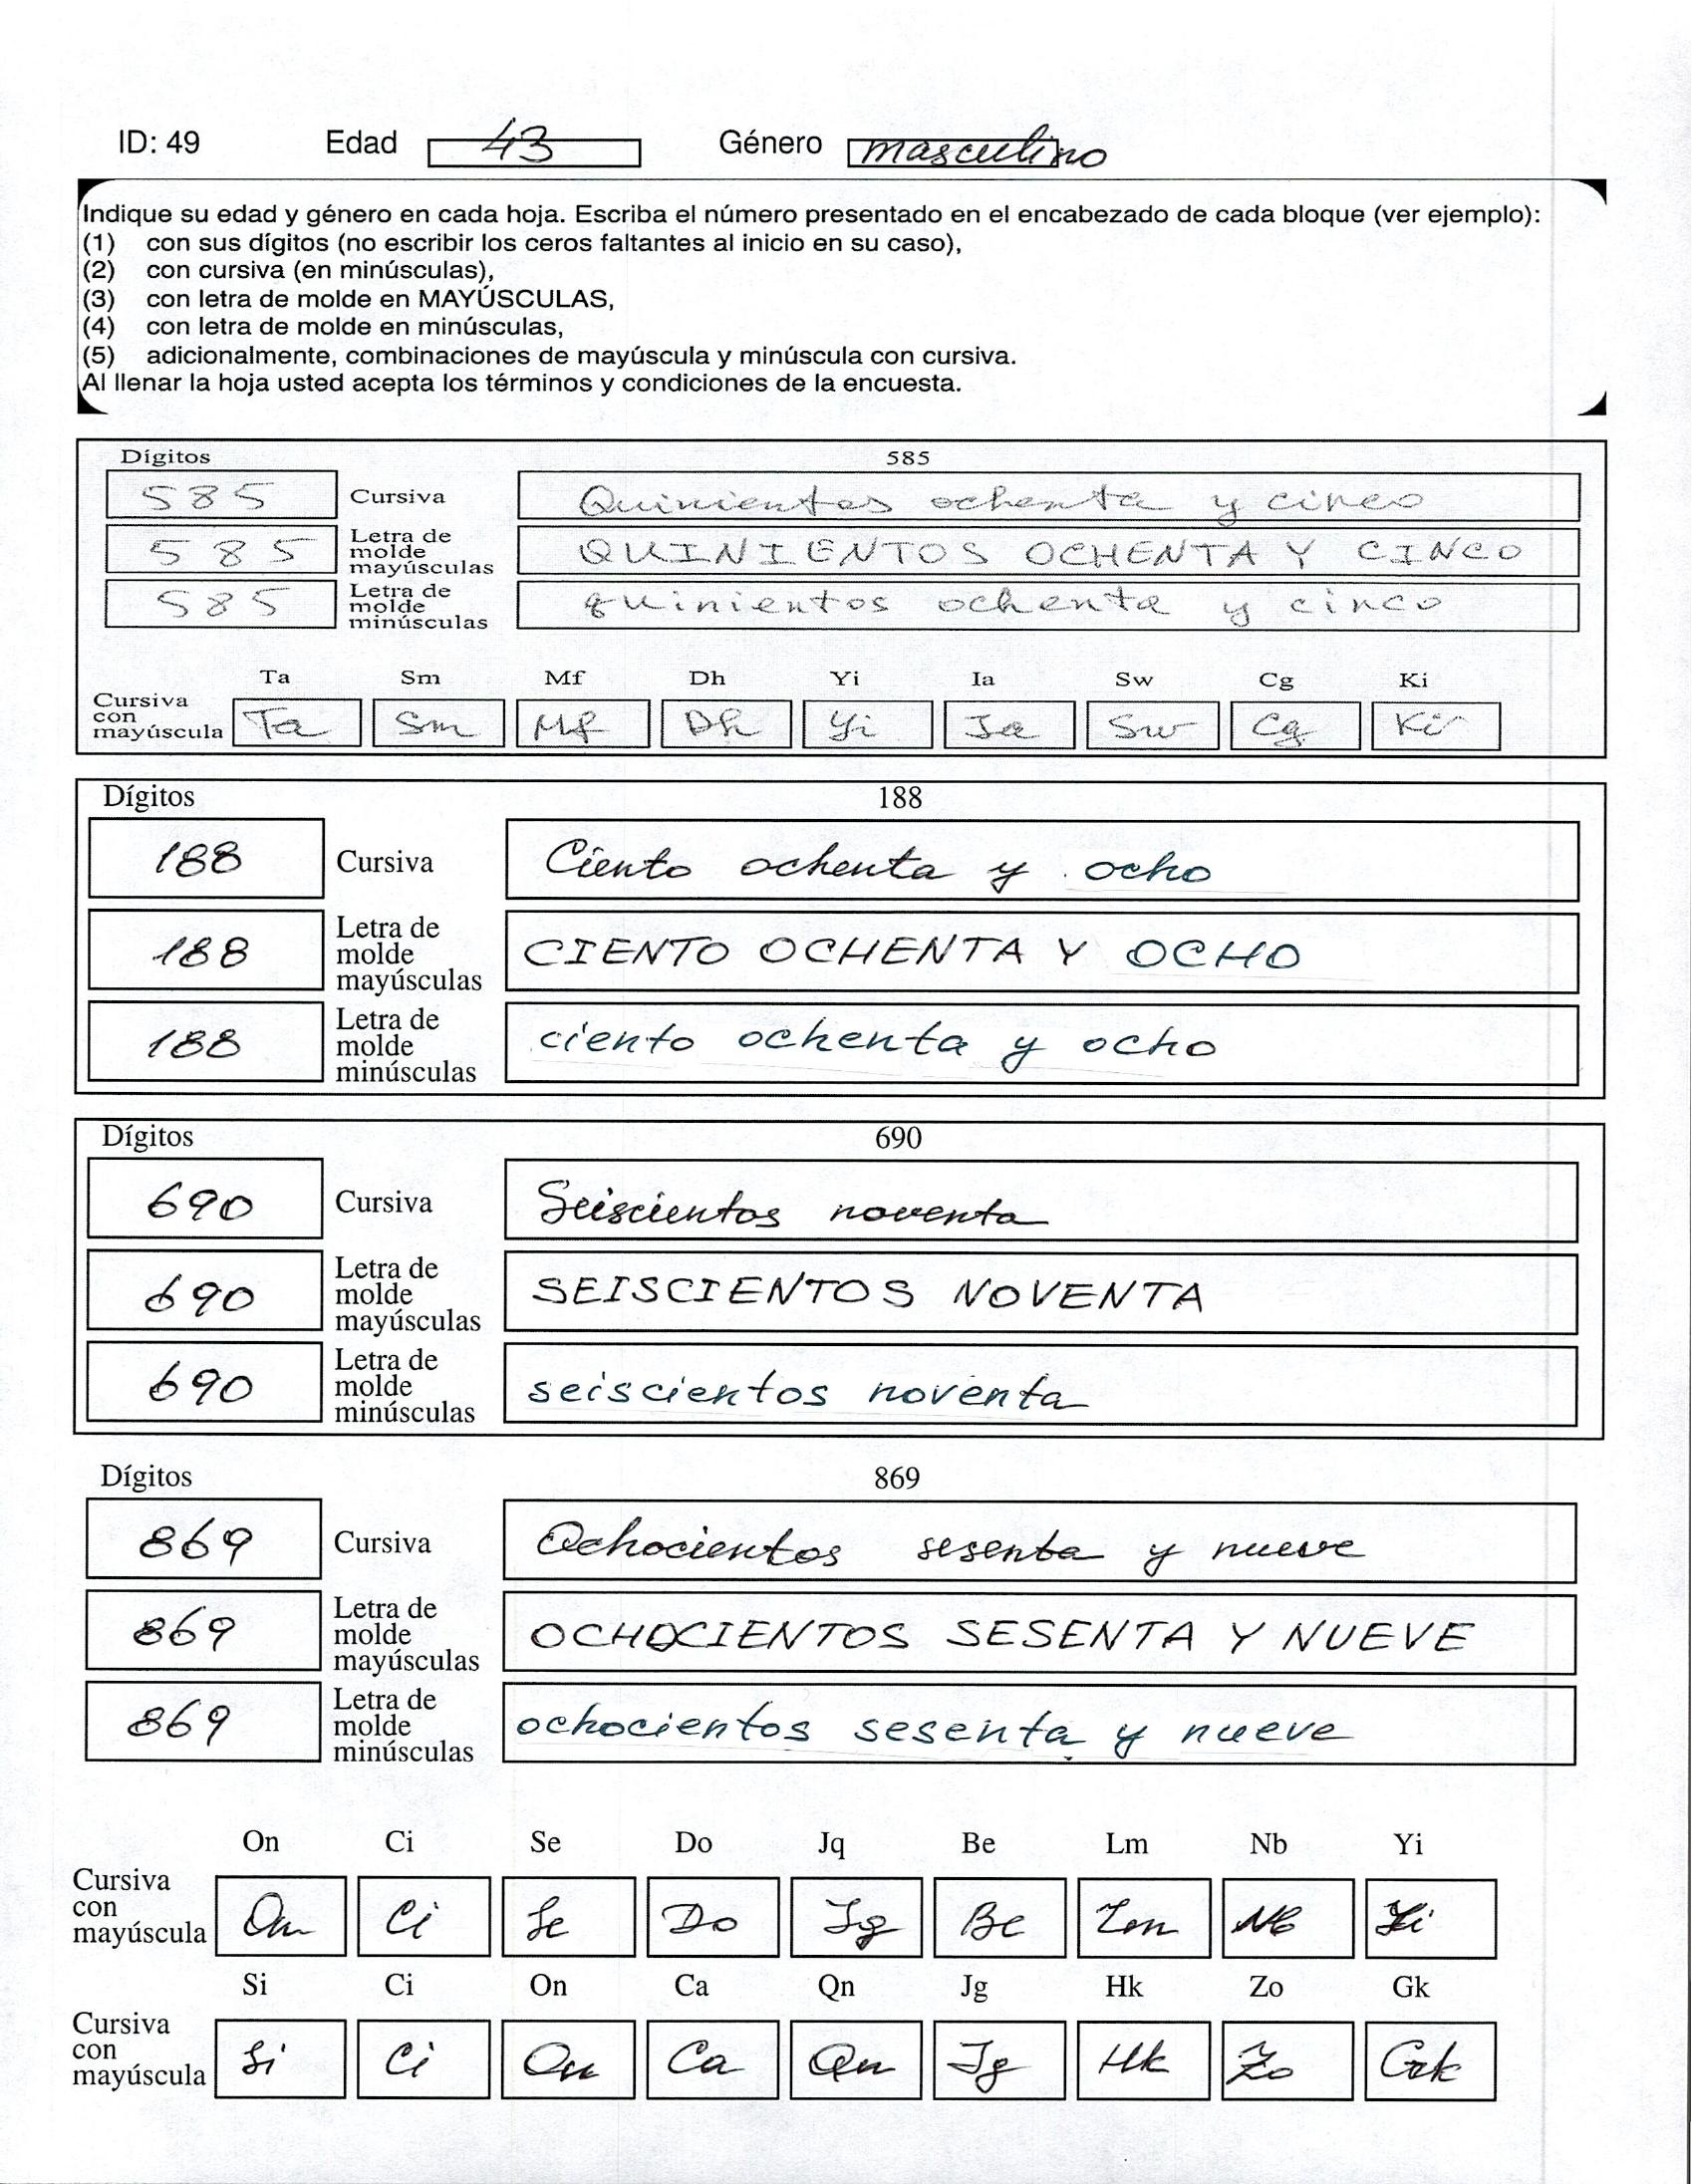 ID: 49 Edad 43 Género masculino
Indique su edad y género en cada hoja. Escriba el número presentado en el encabezado de cada bloque (ver ejemplo):
(1) con sus dígitos (no escribir los ceros faltantes al inicio en su caso),
(2) con cursiva (en minúsculas),
(3) con letra de molde en MAYÚSCULAS,
(4) con letra de molde en minúsculas,
(5) adicionalmente, combinaciones de mayúscula y minúscula con cursiva.
Al llenar la hoja usted acepta los términos y condiciones de la encuesta.
Dígitos 585
585 Cursiva Quinientos ochenta y cinco
585 Letra de molde mayúsculas QUINIENTOS OCHENTA Y CINCO
585 Letra de molde minúsculas quinientos ochenta y cinco
Ta Sm Mf Dh Yi Ia Sw Cg Ki
Cursiva con mayúscula Ta Sm Mf Dh Yi Ia Sw Cg Ki
Dígitos 188
188 Cursiva Ciento ochenta y ocho
188 Letra de molde mayúsculas CIENTO OCHENTA Y OCHO
188 Letra de molde minúsculas ciento ochenta y ocho
Dígitos 690
690 Cursiva Seiscientos noventa
690 Letra de molde mayúsculas SEISCIENTOS NOVENTA
690 Letra de molde minúsculas seiscientos noventa
Dígitos 869
869 Cursiva Ochocientos sesenta y nueve
869 Letra de molde mayúsculas OCHOCIENTOS SESENTA Y NUEVE
869 Letra de molde minúsculas ochocientos sesenta y nueve
On Ci Se Do Jq Be Lm Nb Yi
Cursiva con mayúscula On Ci Se Do Jq Be Lm Nb Yi
Si Ci On Ca Qn Jg Hk Zo Gk
Cursiva con mayúscula Si Ci On Ca Qn Jg Hk Zo Gk